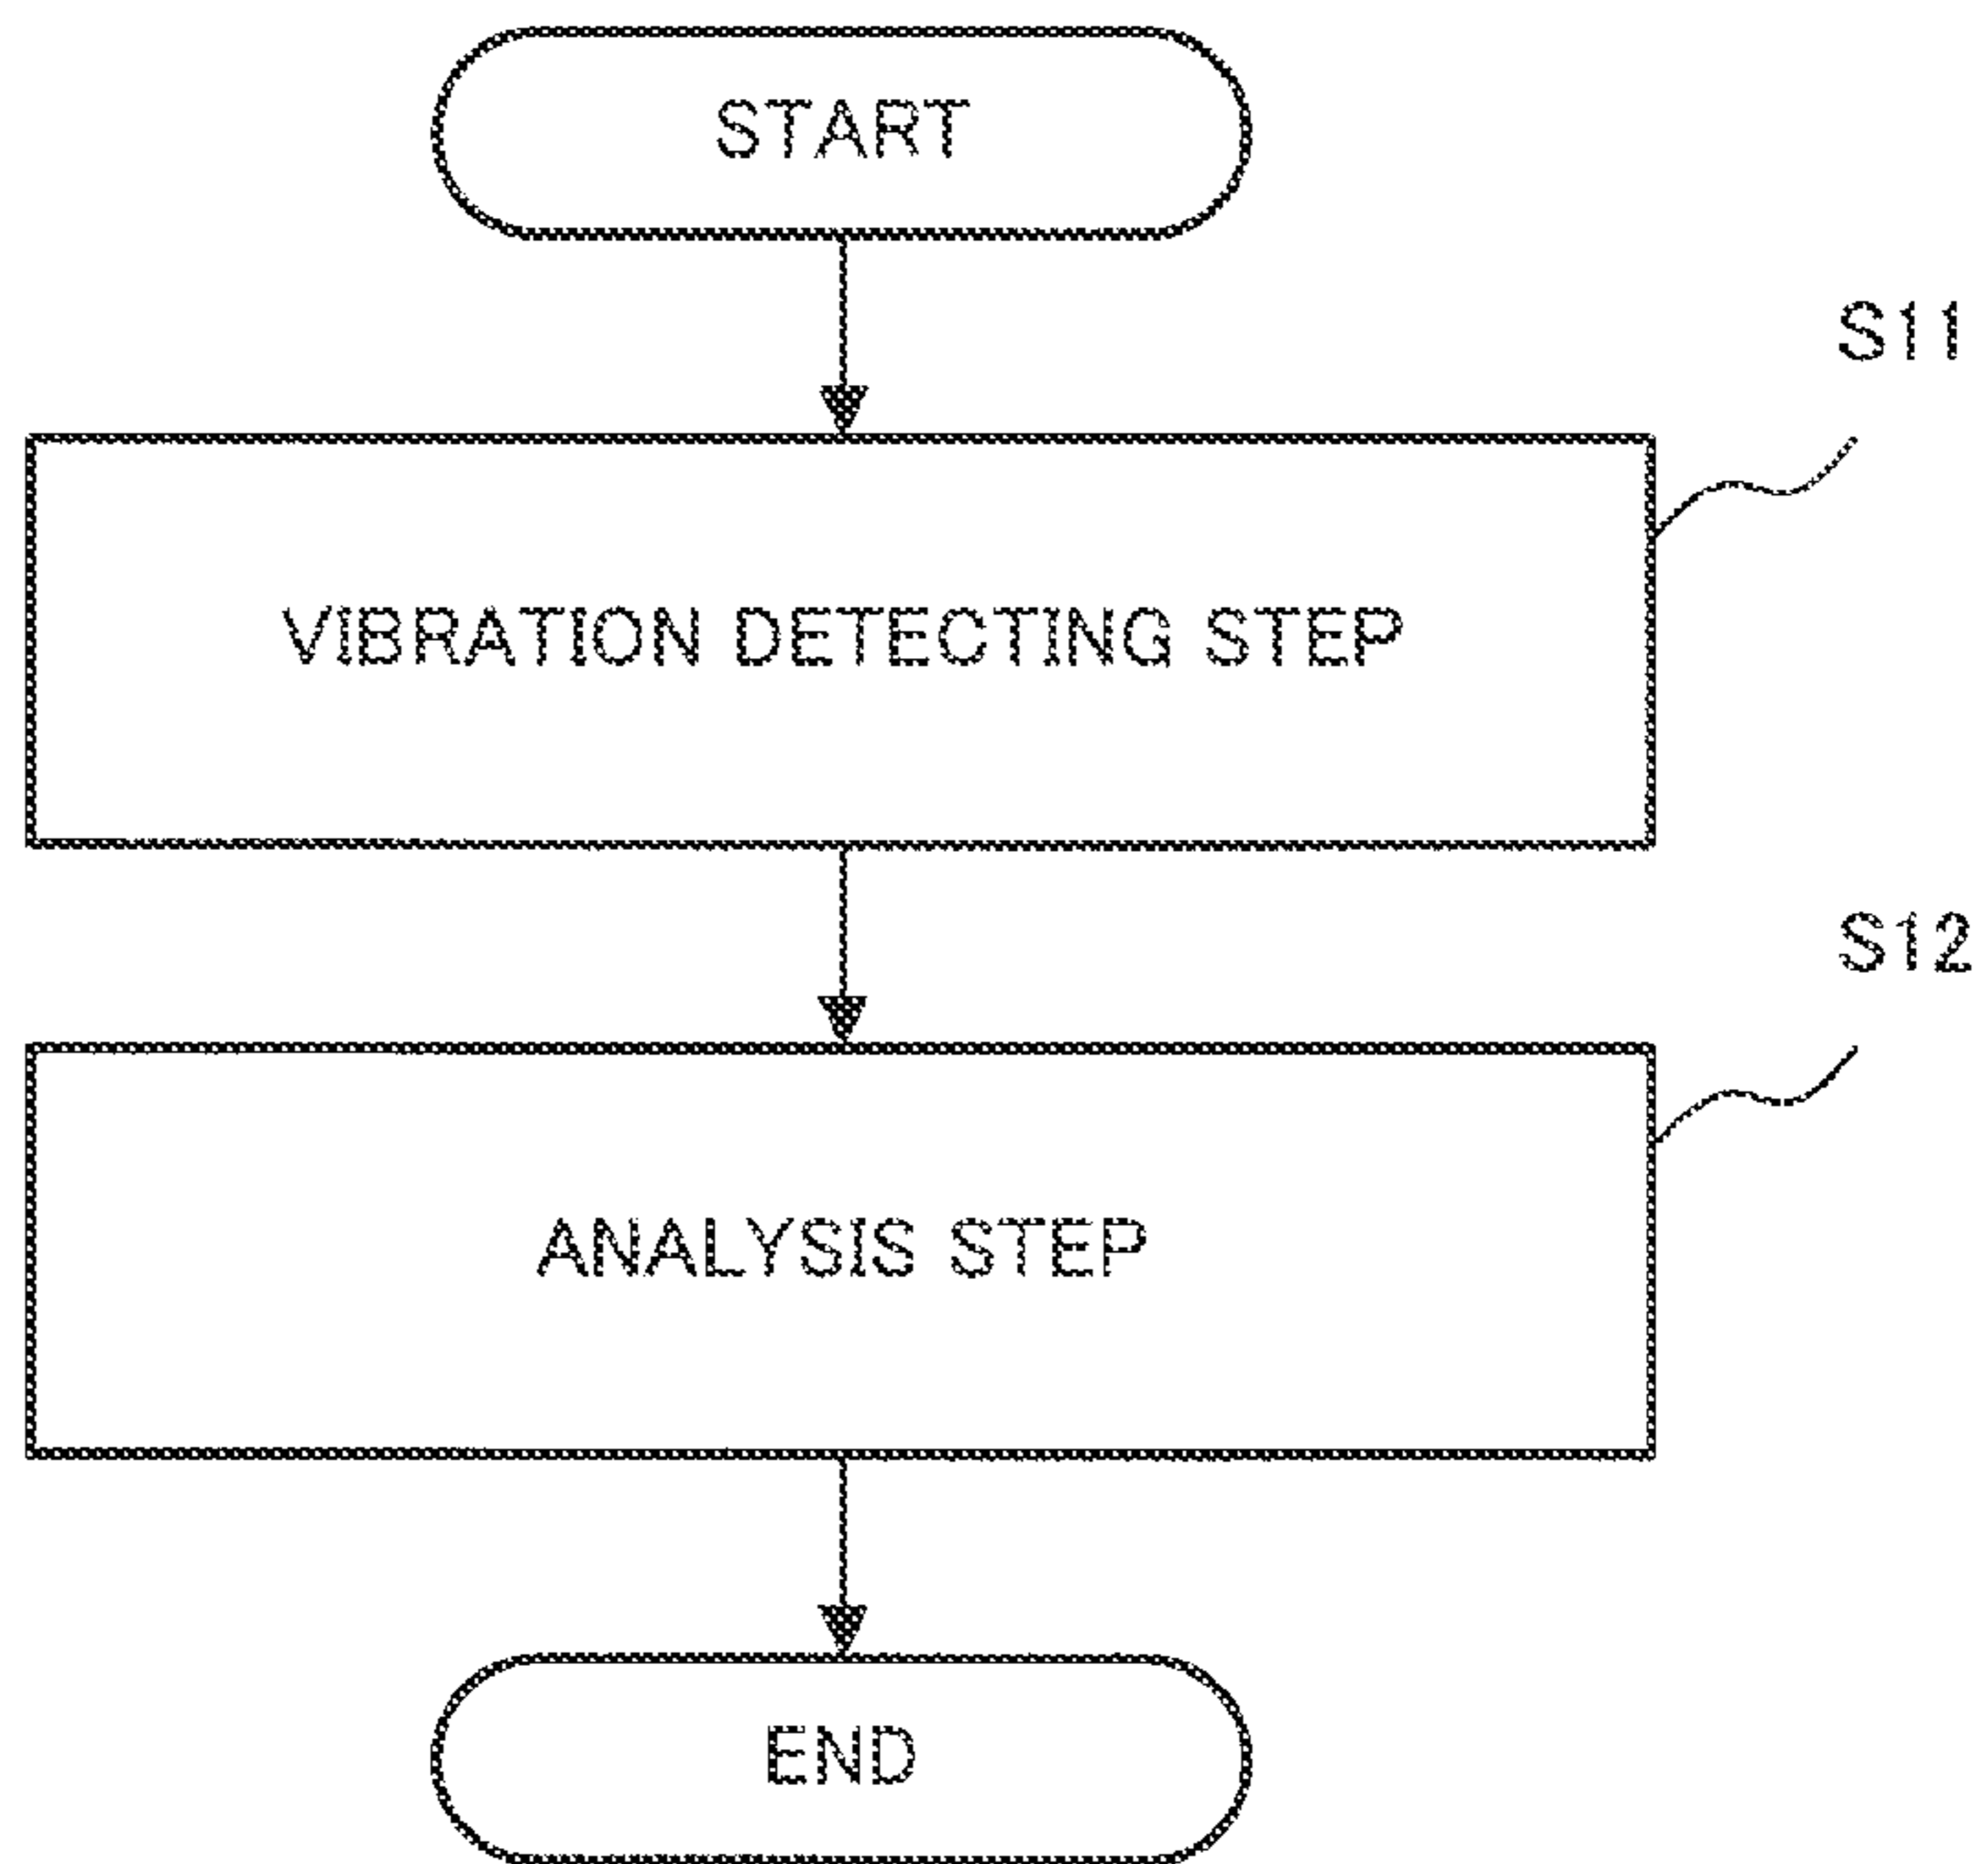 START
S11
VIBRATION DETECTING STEP
S12
ANALYSIS STEP
END